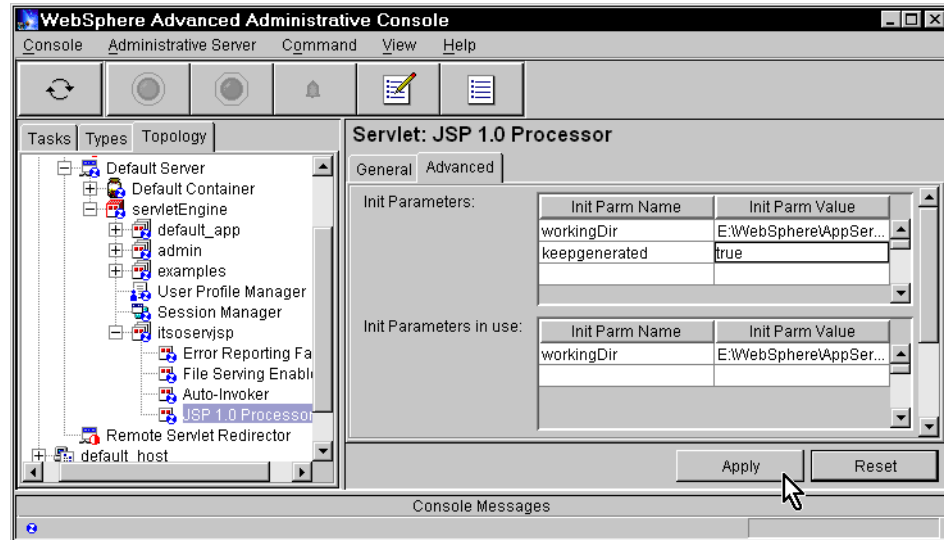 WebSphere Advanced Administrative Console
Console Administrative Server Command View Help
Tasks Types Topology
Default Server
Default Container
servletEngine
default_app
admin
examples
User Profile Manager
Session Manager
itsoservjsp
Error Reporting Fa
File Serving Enabl
Auto-Invoker
JSP 1.0 Processor
Remote Servlet Redirector
default_host
Servlet: JSP 1.0 Processor
General Advanced
Init Parameters:
Init Parm Name Init Parm Value
workingDir E:\WebSphere\AppSer...
keepgenerated true
Init Parameters in use:
Init Parm Name Init Parm Value
workingDir E:\WebSphere\AppSer...
Apply Reset
Console Messages